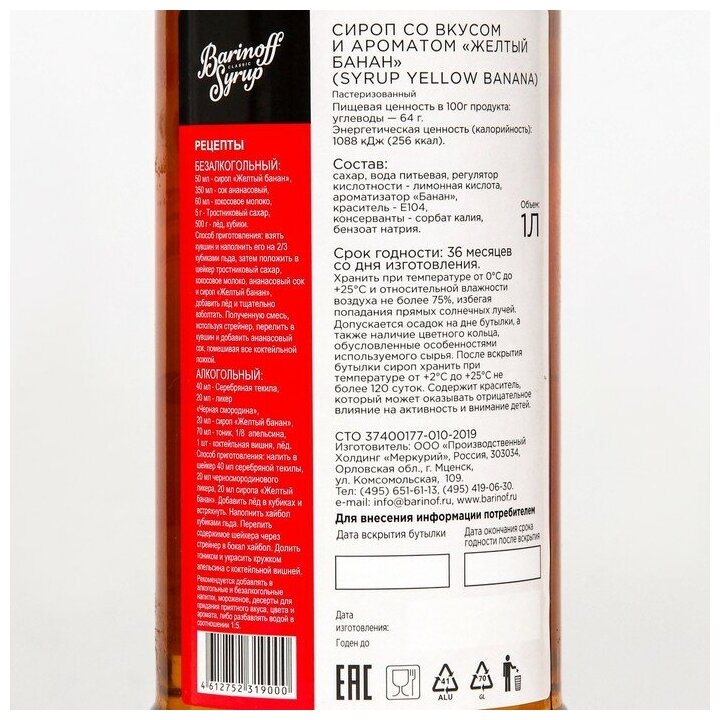 Barinoff
CLASSIC
Syrup
РЕЦЕПТЫ
БЕЗАЛКОГОЛЬНЫЙ:
50 мл - сироп «Желтый банан»,
350 мл - сок ананасовый,
60 мл - кокосовое молоко,
5 г - Тростниковый сахар,
500 г - лёд, кубики.
Способ приготовления: взять
кувшин и наполнить его на 2/3
кубиками льда, затем положить в
шейкер тростниковый сахар,
кокосовое молоко, ананасовый сок
и сироп «Желтый банан»,
добавить лёд и тщательно
взболтать. Полученную смесь,
используя стрейнер, перелить в
кувшин и добавить ананасовый
сок, помешивая все коктейльной
ложкой.
АЛКОГОЛЬНЫЙ:
40 мл - Серебряная текила,
20 мл - ликер
«Черная смородина»,
20 мл - сироп «Желтый банан»,
70 мл - тоник, 1/8 апельсина,
1 шт - коктейльная вишня, лёд.
Способ приготовления: налить в
шейкер 40 мл серебряной текилы,
20 мл черносмородинового
ликера, 20 мл сиропа «Желтый
банан». Добавить лёд в кубиках и
встряхнуть. Наполнить хайбол
кубиками льда. Перелить
содержимое шейкера через
стрейнер в бокал хайбол. Долить
тоником и украсить кружком
апельсина с коктейльной вишней.
Рекомендуется добавлять в
алкогольные и безалкогольные
напитки, мороженое, десерты для
придания приятного вкуса, цвета и
аромата, либо разбавлять водой в
соотношении 1:5.
4 612752 319000
СИРОП СО ВКУСОМ
И АРОМАТОМ «ЖЕЛТЫЙ
БАНАН»
(SYRUP YELLOW BANANA)
Пастеризованный
Пищевая ценность в 100г продукта:
углеводы — 64 г.
Энергетическая ценность (калорийность):
1088 кДж (256 ккал).
Состав:
сахар, вода питьевая, регулятор
кислотности - лимонная кислота,
ароматизатор «Банан»,
краситель - Е104,
консерванты - сорбат калия,
бензоат натрия.
Объем:
1Л
Срок годности: 36 месяцев
со дня изготовления.
Хранить при температуре от 0°С до
+25°С и относительной влажности
воздуха не более 75%, избегая
попадания прямых солнечных лучей.
Допускается осадок на дне бутылки, а
также наличие цветного кольца,
обусловленные особенностями
используемого сырья. После вскрытия
бутылки сироп хранить при
температуре от +2°С до +25°С не
более 120 суток. Содержит краситель,
который может оказывать отрицательное
влияние на активность и внимание детей.
СТО 37400177-010-2019
Изготовитель: ООО «Производственный
Холдинг «Меркурий», Россия, 303034,
Орловская обл., г. Мценск,
ул. Комсомольская, 109.
Тел.: (495) 651-61-13, (495) 419-06-30.
e-mail: info@barinof.ru, www.barinof.ru
Для внесения информации потребителем
Дата вскрытия бутылки
Дата окончания срока
годности после вскрытия
Дата
изготовления:
Годен до
EAC
41
ALU
70
GL